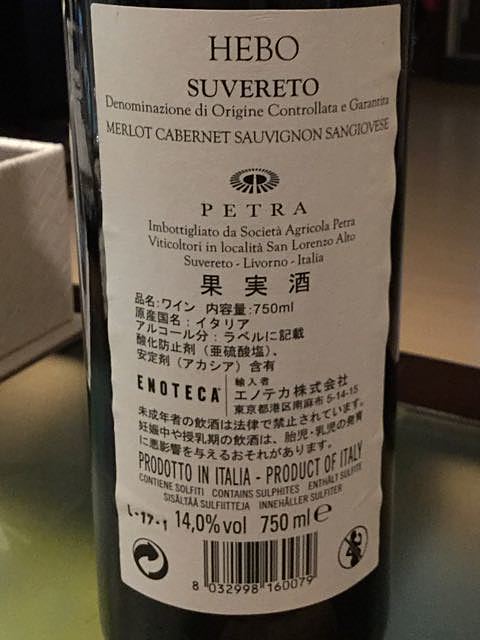 HEBO
SUVERETO
Denominazione di Origine Controllata e Garantita
MERLOT CABERNET SAUVIGNON SANGIOVESE
PETRA
Imbottigliato da Società Agricola Petra
Viticoltori in località San Lorenzo Alto
Suvereto - Livorno - Italia
果実酒
品名:ワイン 内容量:750ml
原産国名:イタリア
アルコール分:ラベルに記載
酸化防止剤(亜硫酸塩)、
安定剤(アカシア)含有
ENOTECA® 輸入者
エノテカ株式会社
東京都港区南麻布5-14-15
未成年者の飲酒は法律で禁止されています。
妊娠中や授乳期の飲酒は、胎児・乳児の発育
に悪影響を与えるおそれがあります。
PRODOTTO IN ITALIA - PRODUCT OF ITALY
CONTIENE SOLFITI CONTAINS SULPHITES ENTHÄLT SULFITE
SISÄLTÄÄ SULFIITTEJA INNEHÅLLER SULFITER
L-17-1 14,0% vol 750 ml e
8 032998 160079